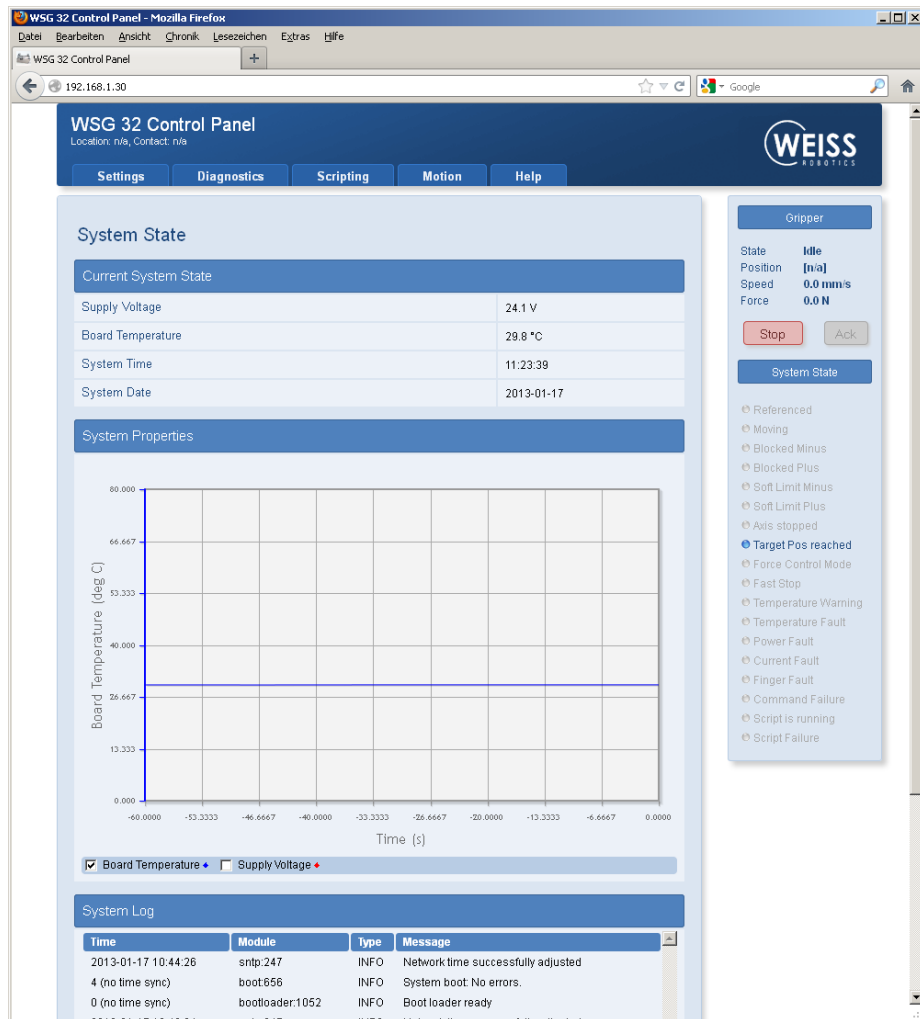 WSG 32 Control Panel - Mozilla Firefox
Datei Bearbeiten Ansicht Chronik Lesezeichen Extras Hilfe
WSG 32 Control Panel
192.168.1.30
Google
WSG 32 Control Panel
Location: n/a, Contact: n/a
WEISS
ROBOTICS
Settings Diagnostics Scripting Motion Help
System State
Current System State
Supply Voltage 24.1 V
Board Temperature 29.8 °C
System Time 11:23:39
System Date 2013-01-17
System Properties
80.000
66.667
53.333
40.000
26.667
13.333
0.000
Board Temperature (deg C)
-60.0000 -53.3333 -46.6667 -40.0000 -33.3333 -26.6667 -20.0000 -13.3333 -6.6667 0.0000
Time (s)
Board Temperature Supply Voltage
System Log
Time Module Type Message
2013-01-17 10:44:26 sntp:247 INFO Network time successfully adjusted
4 (no time sync) boot:656 INFO System boot: No errors.
0 (no time sync) bootloader:1052 INFO Boot loader ready
Gripper
State Idle
Position [n/a]
Speed 0.0 mm/s
Force 0.0 N
Stop Ack
System State
Referenced
Moving
Blocked Minus
Blocked Plus
Soft Limit Minus
Soft Limit Plus
Axis stopped
Target Pos reached
Force Control Mode
Fast Stop
Temperature Warning
Temperature Fault
Power Fault
Current Fault
Finger Fault
Command Failure
Script is running
Script Failure